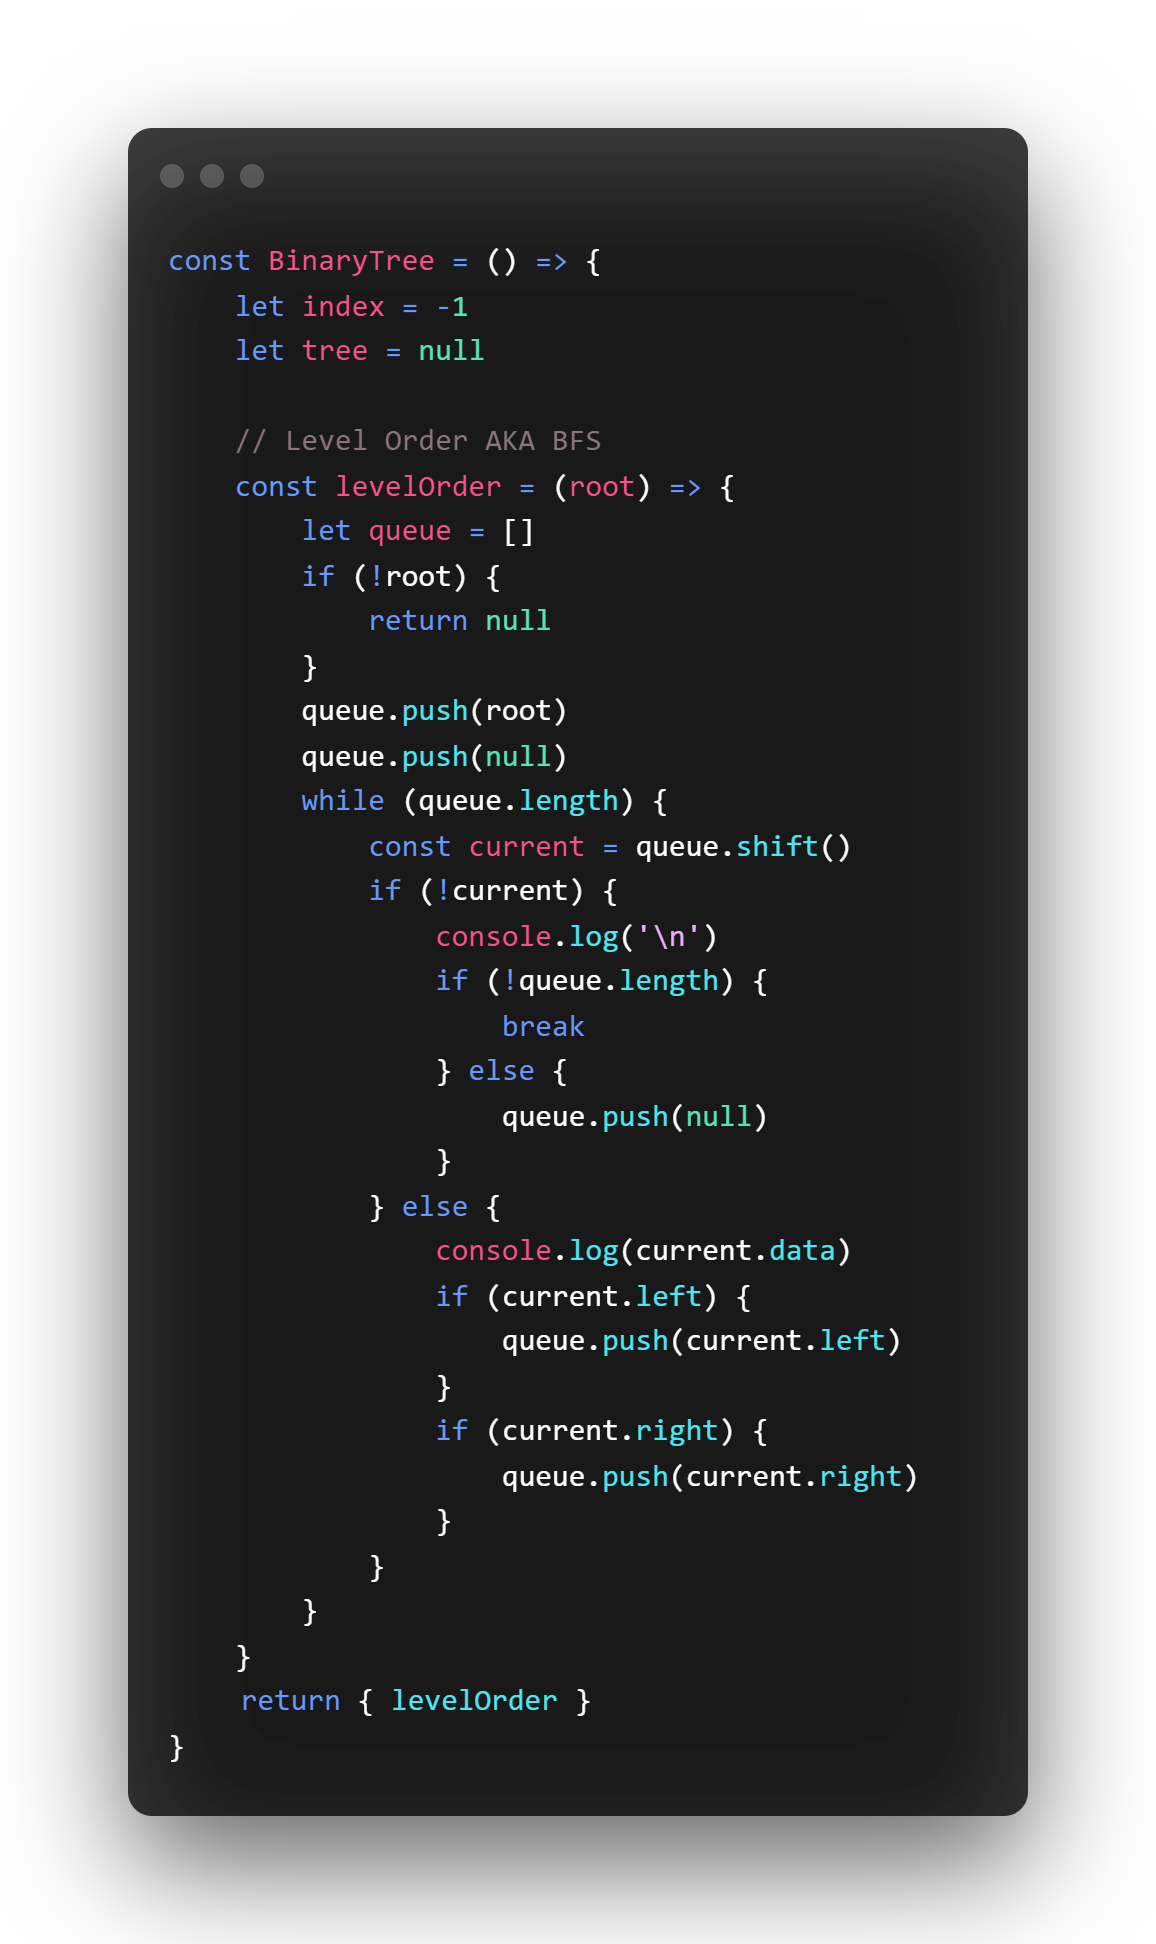 const BinaryTree = () => {
    let index = -1
    let tree = null

    // Level Order AKA BFS
    const levelOrder = (root) => {
        let queue = []
        if (!root) {
            return null
        }
        queue.push(root)
        queue.push(null)
        while (queue.length) {
            const current = queue.shift()
            if (!current) {
                console.log('\n')
                if (!queue.length) {
                    break
                } else {
                    queue.push(null)
                }
            } else {
                console.log(current.data)
                if (current.left) {
                    queue.push(current.left)
                }
                if (current.right) {
                    queue.push(current.right)
                }
            }
        }
    }
    return { levelOrder }
}